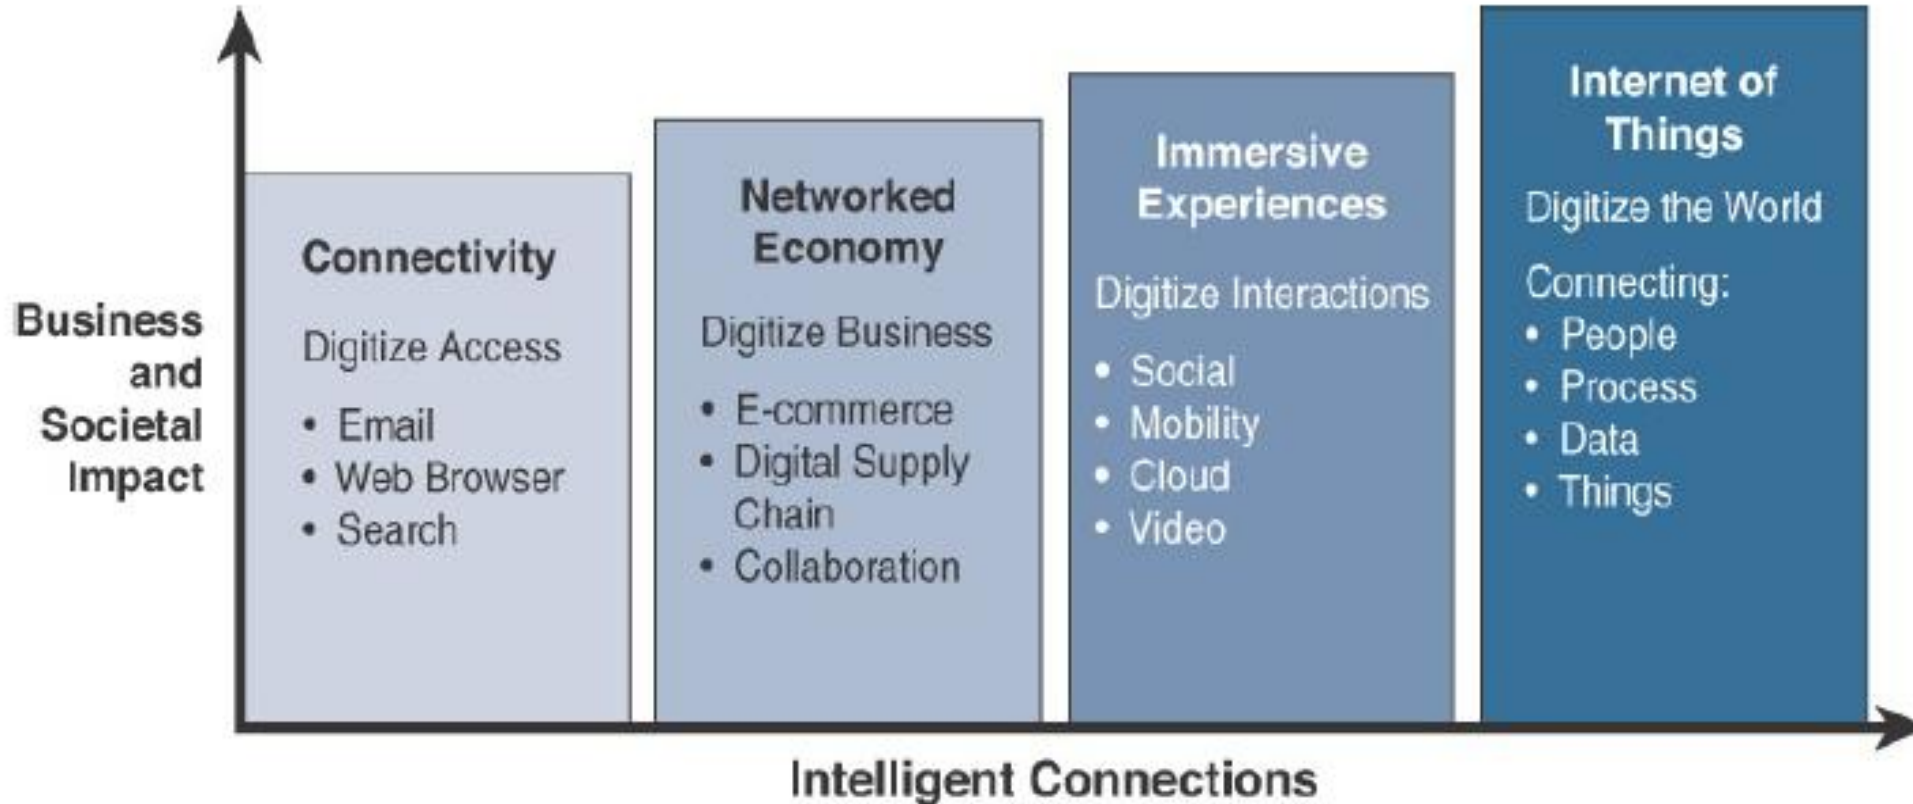 Business
and
Societal
Impact
Connectivity
Digitize Access
• Email
• Web Browser
• Search
Networked
Economy
Digitize Business
• E-commerce
• Digital Supply
Chain
• Collaboration
Immersive
Experiences
Digitize Interactions
• Social
• Mobility
• Cloud
• Video
Internet of
Things
Digitize the World
Connecting:
• People
• Process
• Data
• Things
Intelligent Connections